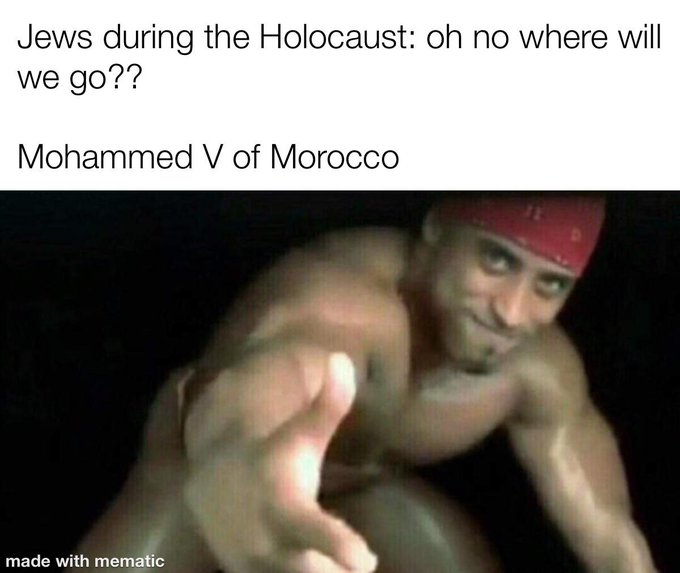 Jews during the Holocaust: oh no where will
we go??
Mohammed V of Morocco
made with mematic